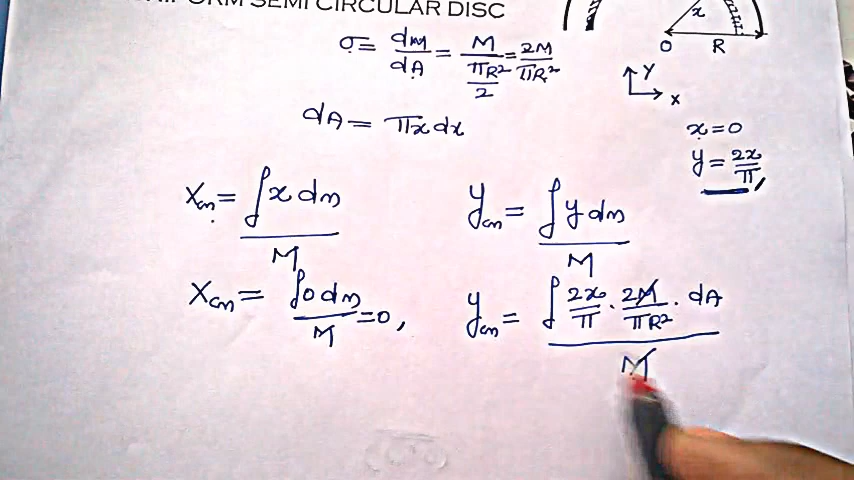 SEMI CIRCULAR DISC
σ = dm/dA = M/(πR²/2) = 2M/πR²
x
O R
Y
X
dA = πx dx
x = 0
y = 2x/π,
Xcm = ∫x dm / M
Ycm = ∫y dm / M
Xcm = ∫0 dm / M = 0,
ycm = ∫ 2x/π · 2M/πR² · dA / M